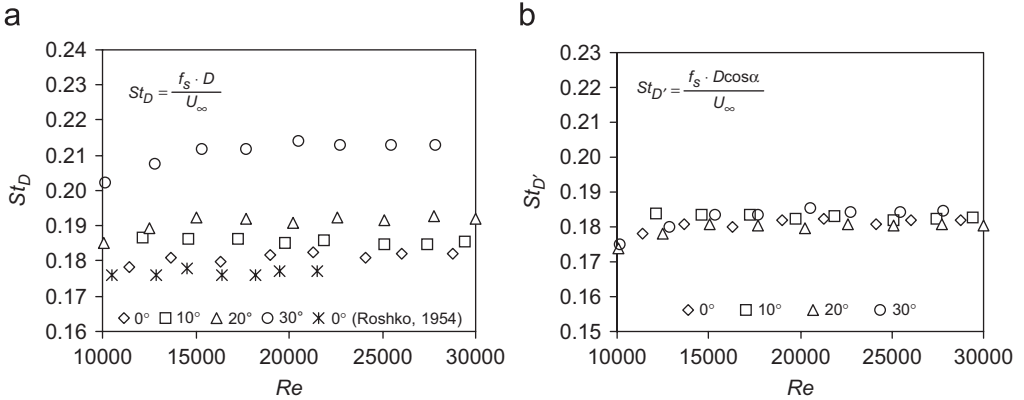 a
0.24
0.23
0.22
0.21
0.20
0.19
0.18
0.17
0.16
St_D
St_D = f_s · D / U_∞
0° 10° 20° 30° 0° (Roshko, 1954)
10000 15000 20000 25000 30000
Re
b
0.23
0.22
0.21
0.20
0.19
0.18
0.17
0.16
0.15
St_D′
St_D′ = f_s · Dcosα / U_∞
0° 10° 20° 30°
10000 15000 20000 25000 30000
Re